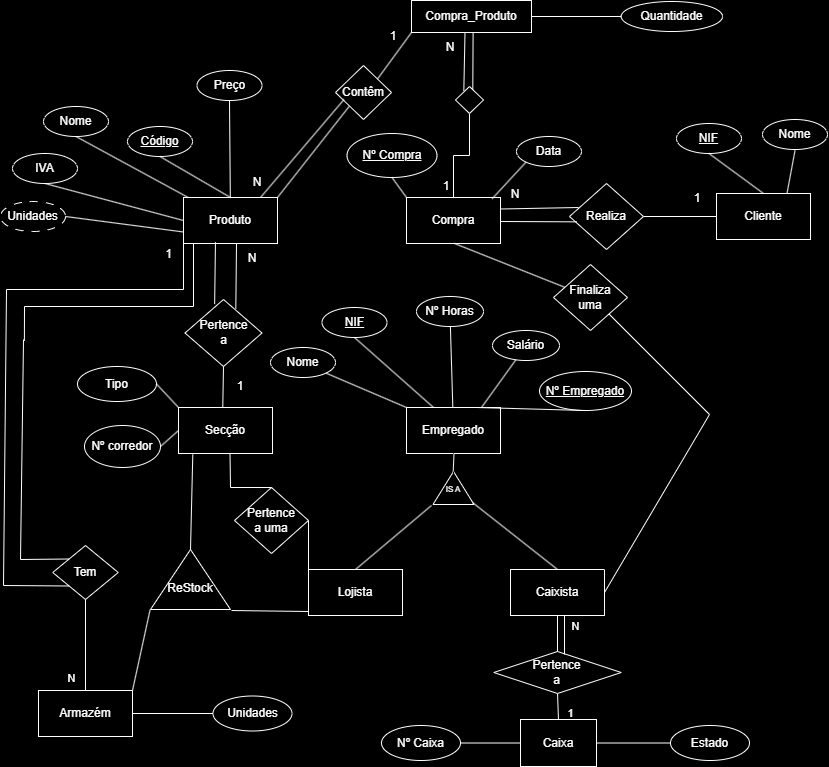 Compra_Produto
Quantidade
1
N
Contêm
Preço
Nome
Código
IVA
Unidades
N
Nº Compra
Data
NIF
Nome
1
N
1
Produto
Compra
Realiza
Cliente
1
N
Finaliza
uma
Pertence
a
NIF
Nº Horas
Salário
Nome
Nº Empregado
1
Tipo
Nº corredor
Secção
Empregado
IS A
Pertence
a uma
Tem
ReStock
Lojista
Caixista
N
Pertence
a
N
Armazém
Unidades
1
Nº Caixa
Caixa
Estado